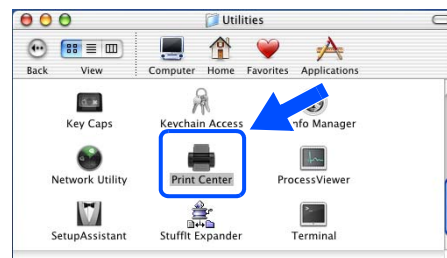 Utilities
Back View Computer Home Favorites Applications
Key Caps Keychain Access nfo Manager
Network Utility Print Center ProcessViewer
SetupAssistant StuffIt Expander Terminal